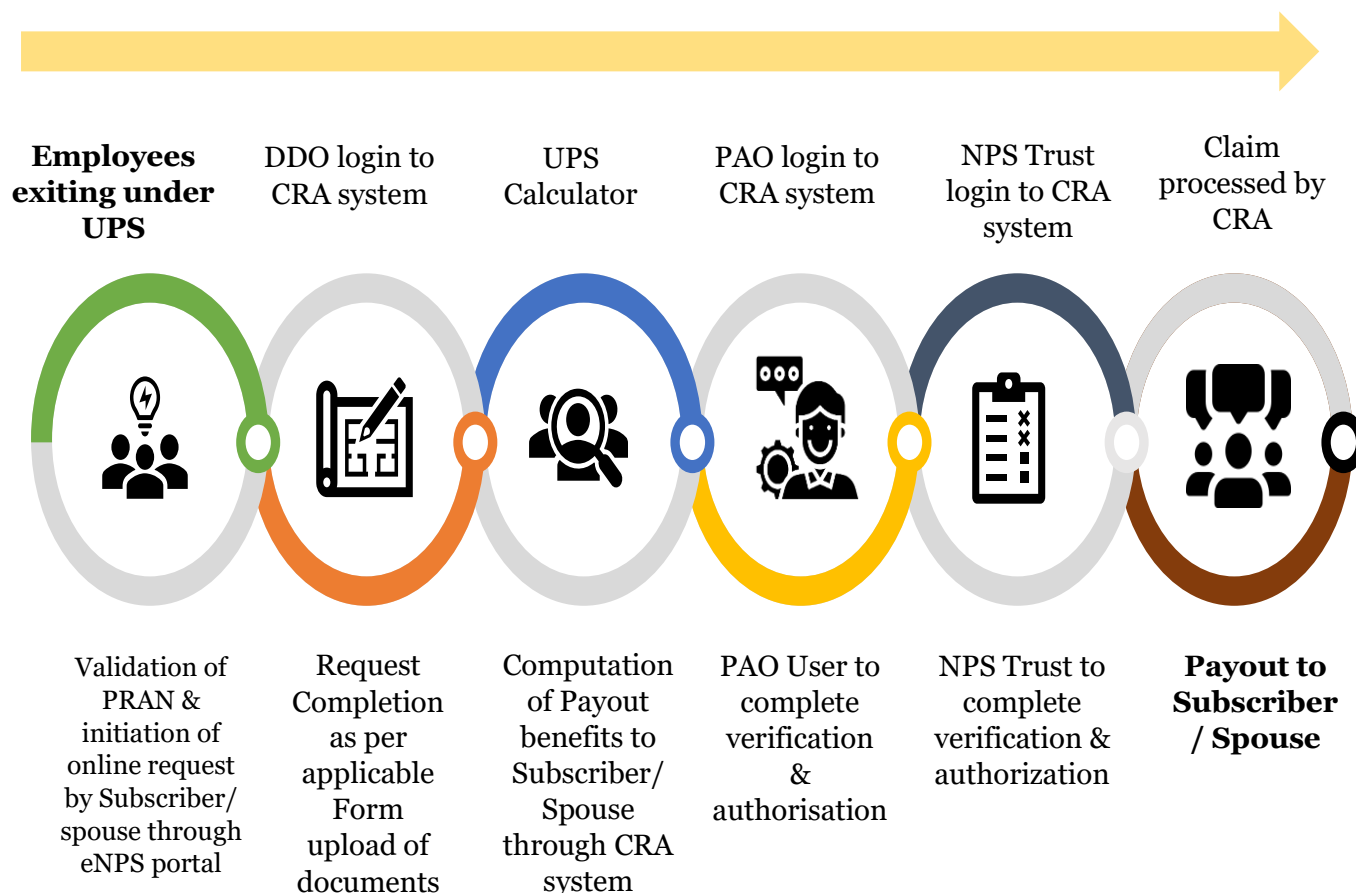 Employees
exiting under
UPS
DDO login to
CRA system
UPS
Calculator
PAO login to
CRA system
NPS Trust
login to CRA
system
Claim
processed by
CRA
Validation of
PRAN &
initiation of
online request
by Subscriber/
spouse through
eNPS portal
Request
Completion
as per
applicable
Form
upload of
documents
Computation
of Payout
benefits to
Subscriber/
Spouse
through CRA
system
PAO User to
complete
verification
&
authorisation
NPS Trust to
complete
verification &
authorization
Payout to
Subscriber
/ Spouse